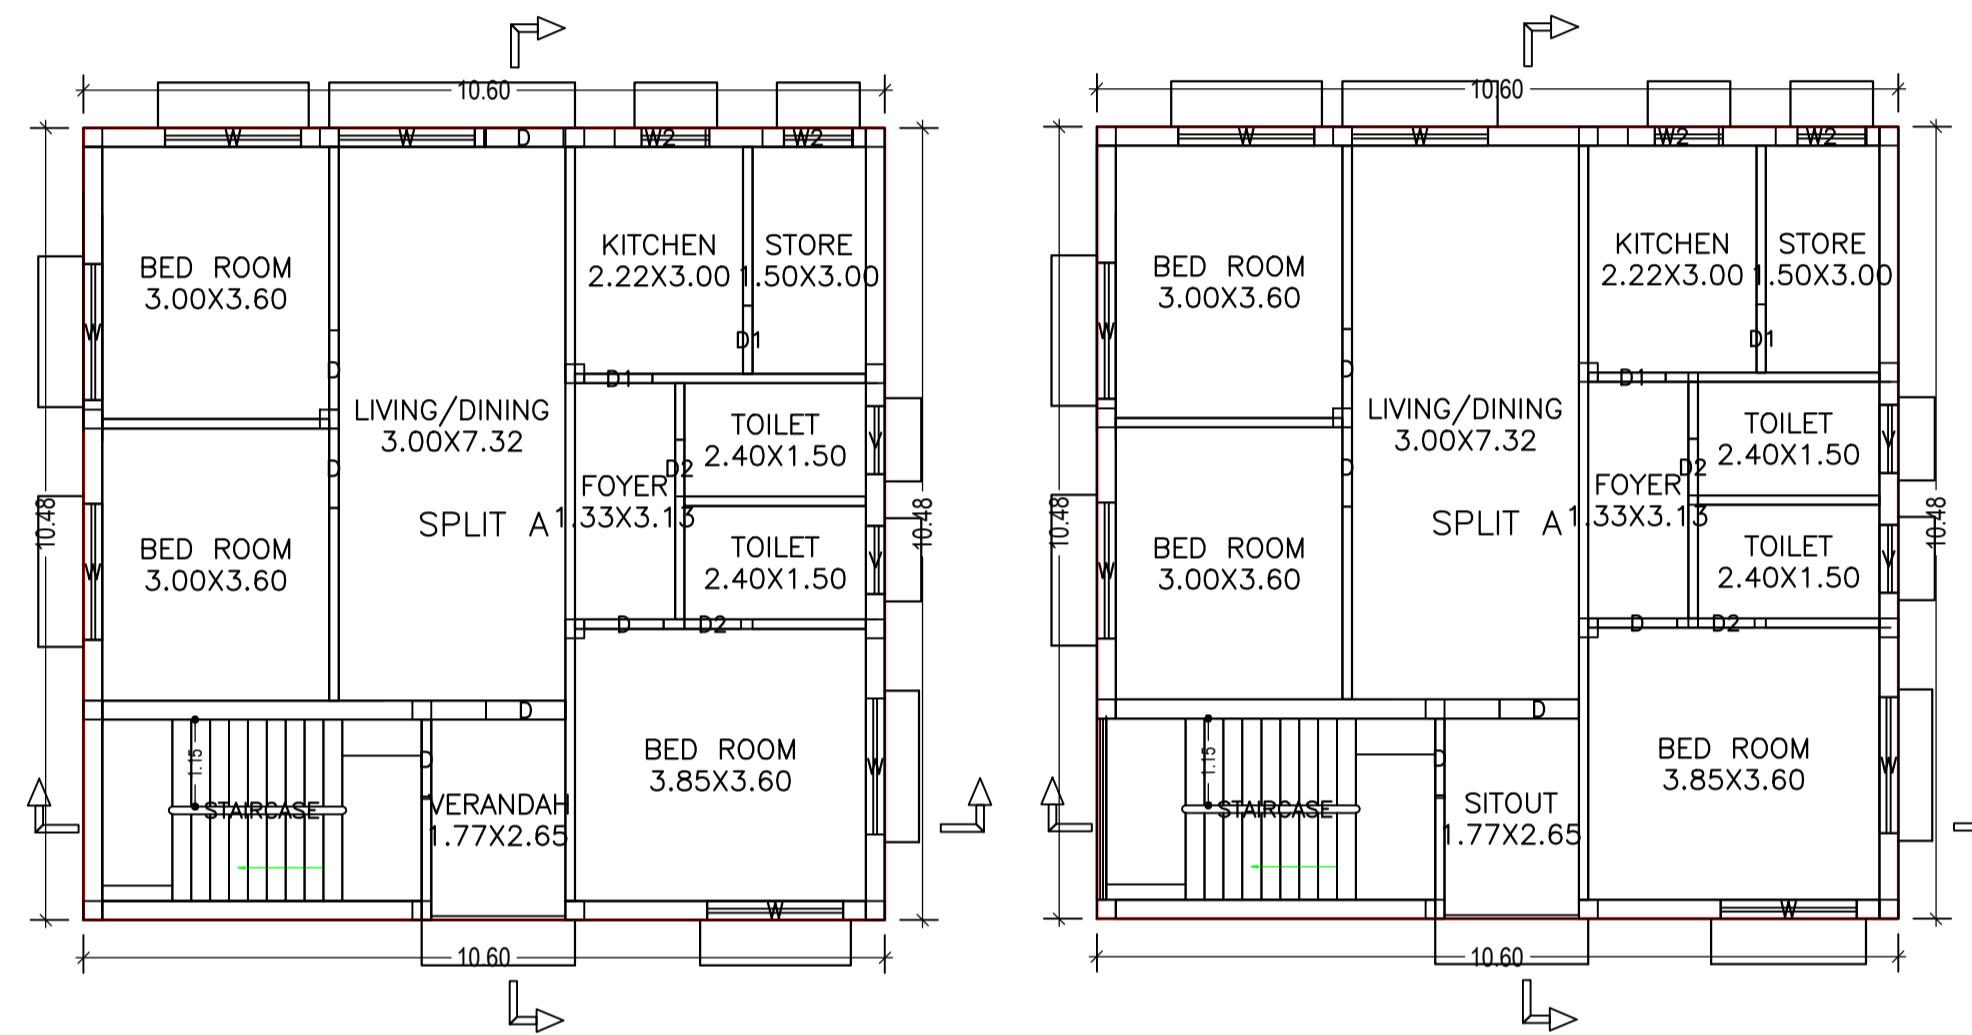 10.60
W
W
D
W2
W2
BED ROOM
3.00X3.60
KITCHEN
2.22X3.00
STORE
1.50X3.00
W
D
D1
D1
LIVING/DINING
3.00X7.32
TOILET
2.40X1.50
V
D
D2
FOYER
1.33X3.13
SPLIT A
10.48
10.48
BED ROOM
3.00X3.60
W
TOILET
2.40X1.50
V
D
D2
D
1.15
D
BED ROOM
3.85X3.60
W
STAIRCASE
VERANDAH
1.77X2.65
W
10.60
10.60
W
W
W2
W2
BED ROOM
3.00X3.60
KITCHEN
2.22X3.00
STORE
1.50X3.00
W
D
D1
D1
LIVING/DINING
3.00X7.32
TOILET
2.40X1.50
V
D
D2
FOYER
1.33X3.13
SPLIT A
10.48
10.48
BED ROOM
3.00X3.60
W
TOILET
2.40X1.50
V
D
D2
D
1.15
D
BED ROOM
3.85X3.60
W
STAIRCASE
SITOUT
1.77X2.65
W
10.60